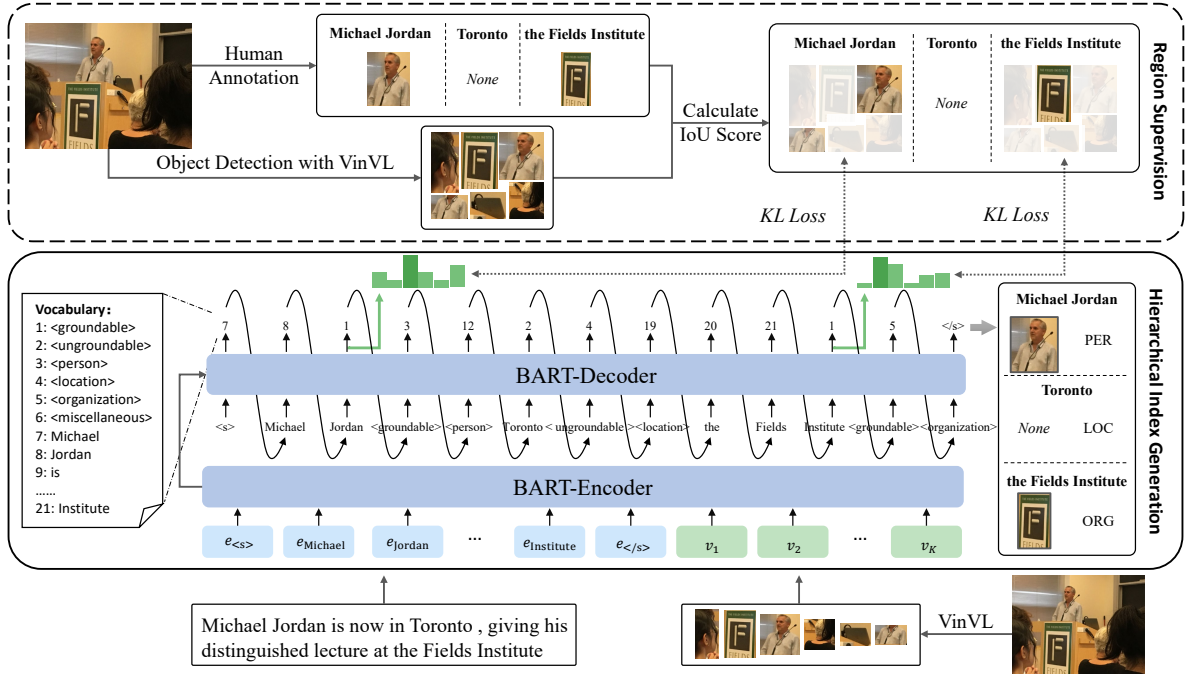 Michael Jordan
Toronto
the Fields Institute
None
Human
Annotation
Object Detection with VinVL
Calculate
IoU Score
Michael Jordan
Toronto
the Fields Institute
None
KL Loss
KL Loss
Region Supervision
FIELDS
Vocabulary:
1: <groundable>
2: <ungroundable>
3: <person>
4: <location>
5: <organization>
6: <miscellaneous>
7: Michael
8: Jordan
9: is
……
21: Institute
7 8 1 3 12 2 4 19 20 21 1 5 </s>
BART-Decoder
<s> Michael Jordan <groundable> <person> Toronto < ungroundable > <location> the Fields Institute <groundable> <organization>
BART-Encoder
e<s> eMichael eJordan ... eInstitute e</s> v1 v2 ... vK
Michael Jordan
PER
Toronto
None LOC
the Fields Institute
ORG
Hierarchical Index Generation
Michael Jordan is now in Toronto , giving his
distinguished lecture at the Fields Institute
VinVL
FIELDS